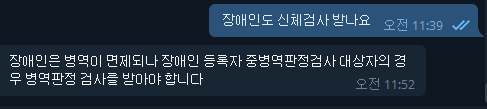 장애인도 신체검사 받나요
오전 11:39
장애인은 병역이 면제되나 장애인 등록자 중병역판정검사 대상자의 경
우 병역판정 검사를 받아야 합니다
오전 11:52